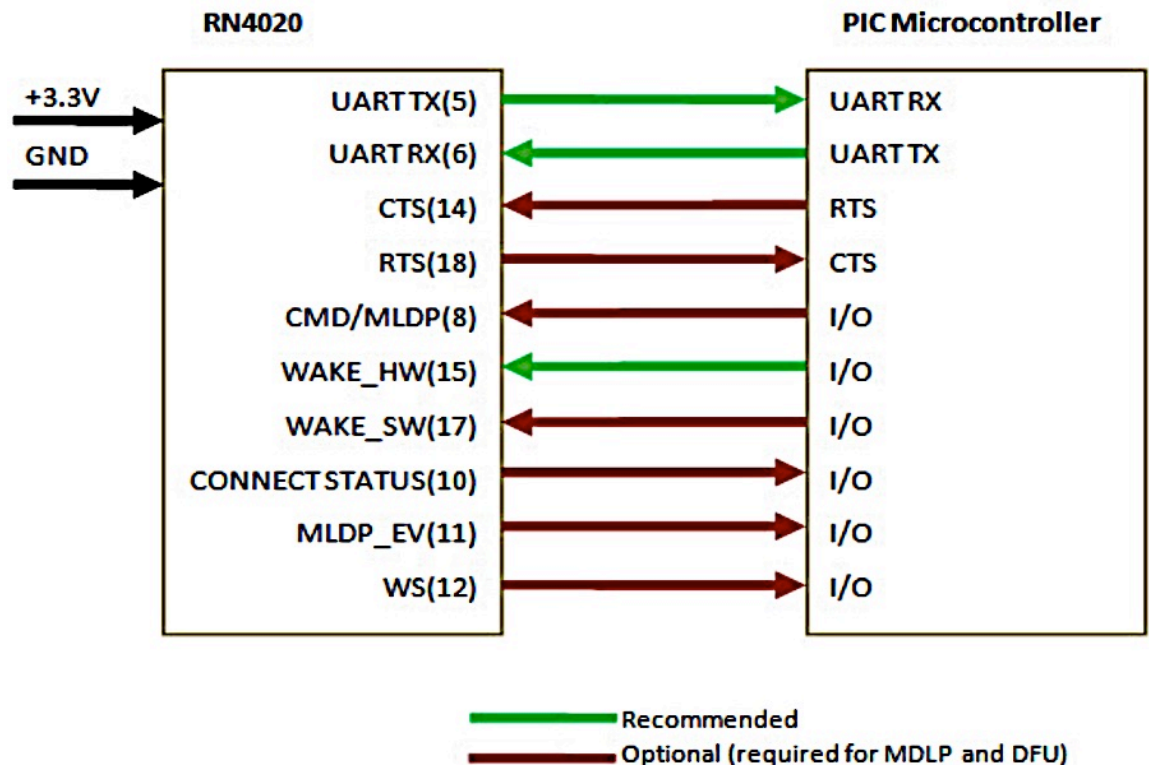 RN4020 PIC Microcontroller
+3.3V
GND
UART TX(5) UART RX
UART RX(6) UART TX
CTS(14) RTS
RTS(18) CTS
CMD/MLDP(8) I/O
WAKE_HW(15) I/O
WAKE_SW(17) I/O
CONNECT STATUS(10) I/O
MLDP_EV(11) I/O
WS(12) I/O
Recommended
Optional (required for MDLP and DFU)